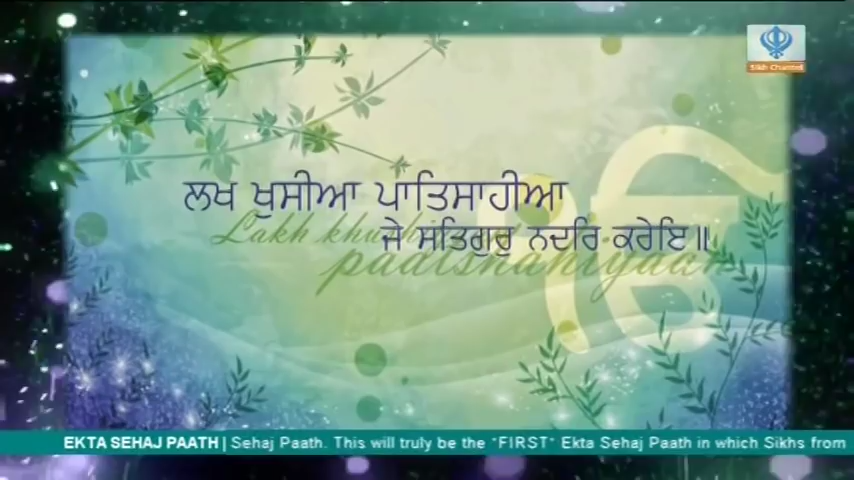 Sikh Channel
ਲਖ ਖੁਸੀਆ ਪਾਤਿਸਾਹੀਆ
ਜੇ ਸਤਿਗੁਰੁ ਨਦਰਿ ਕਰੇਇ॥
Lakh
paatshahiyaan
ੴ
EKTA SEHAJ PAATH | Sehaj Paath. This will truly be the *FIRST* Ekta Sehaj Paath in which Sikhs from